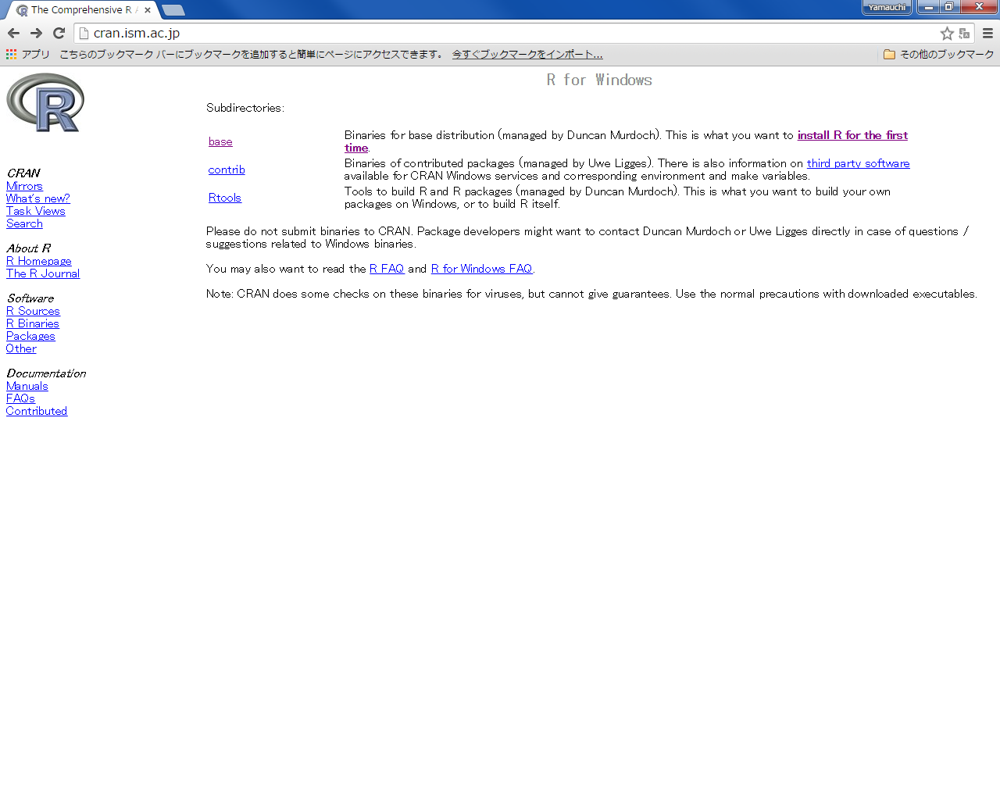 The Comprehensive R A
Yamauchi
cran.ism.ac.jp
アプリ こちらのブックマーク バーにブックマークを追加すると簡単にページにアクセスできます。 今すぐブックマークをインポート... その他のブックマーク
R
CRAN
Mirrors
What's new?
Task Views
Search
About R
R Homepage
The R Journal
Software
R Sources
R Binaries
Packages
Other
Documentation
Manuals
FAQs
Contributed
R for Windows
Subdirectories:
base
Binaries for base distribution (managed by Duncan Murdoch). This is what you want to install R for the first
time.
contrib
Binaries of contributed packages (managed by Uwe Ligges). There is also information on third party software
available for CRAN Windows services and corresponding environment and make variables.
Rtools
Tools to build R and R packages (managed by Duncan Murdoch). This is what you want to build your own
packages on Windows, or to build R itself.
Please do not submit binaries to CRAN. Package developers might want to contact Duncan Murdoch or Uwe Ligges directly in case of questions /
suggestions related to Windows binaries.
You may also want to read the R FAQ and R for Windows FAQ.
Note: CRAN does some checks on these binaries for viruses, but cannot give guarantees. Use the normal precautions with downloaded executables.